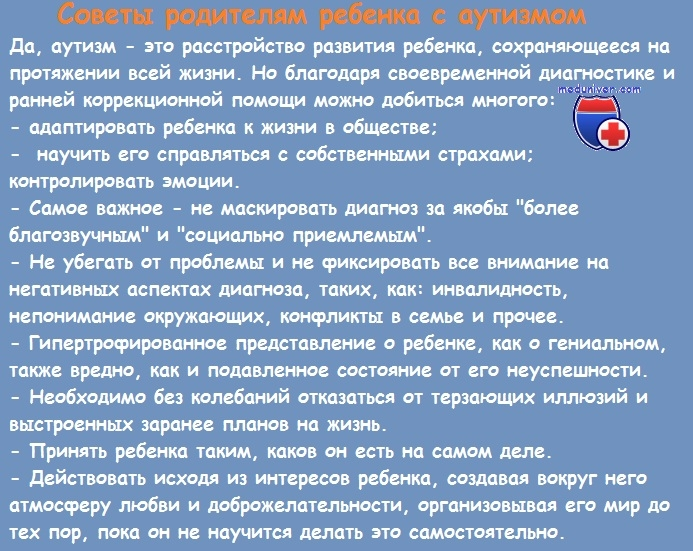 Советы родителям ребенка с аутизмом
Да, аутизм - это расстройство развития ребенка, сохраняющееся на
протяжении всей жизни. Но благодаря своевременной диагностике и
ранней коррекционной помощи можно добиться многого:
meduniver.com
- адаптировать ребенка к жизни в обществе;
- научить его справляться с собственными страхами;
контролировать эмоции.
- Самое важное - не маскировать диагноз за якобы "более
благозвучным" и "социально приемлемым".
- Не убегать от проблемы и не фиксировать все внимание на
негативных аспектах диагноза, таких, как: инвалидность,
непонимание окружающих, конфликты в семье и прочее.
- Гипертрофированное представление о ребенке, как о гениальном,
также вредно, как и подавленное состояние от его неуспешности.
- Необходимо без колебаний отказаться от терзающих иллюзий и
выстроенных заранее планов на жизнь.
- Принять ребенка таким, каков он есть на самом деле.
- Действовать исходя из интересов ребенка, создавая вокруг него
атмосферу любви и доброжелательности, организовывая его мир до
тех пор, пока он не научится делать это самостоятельно.